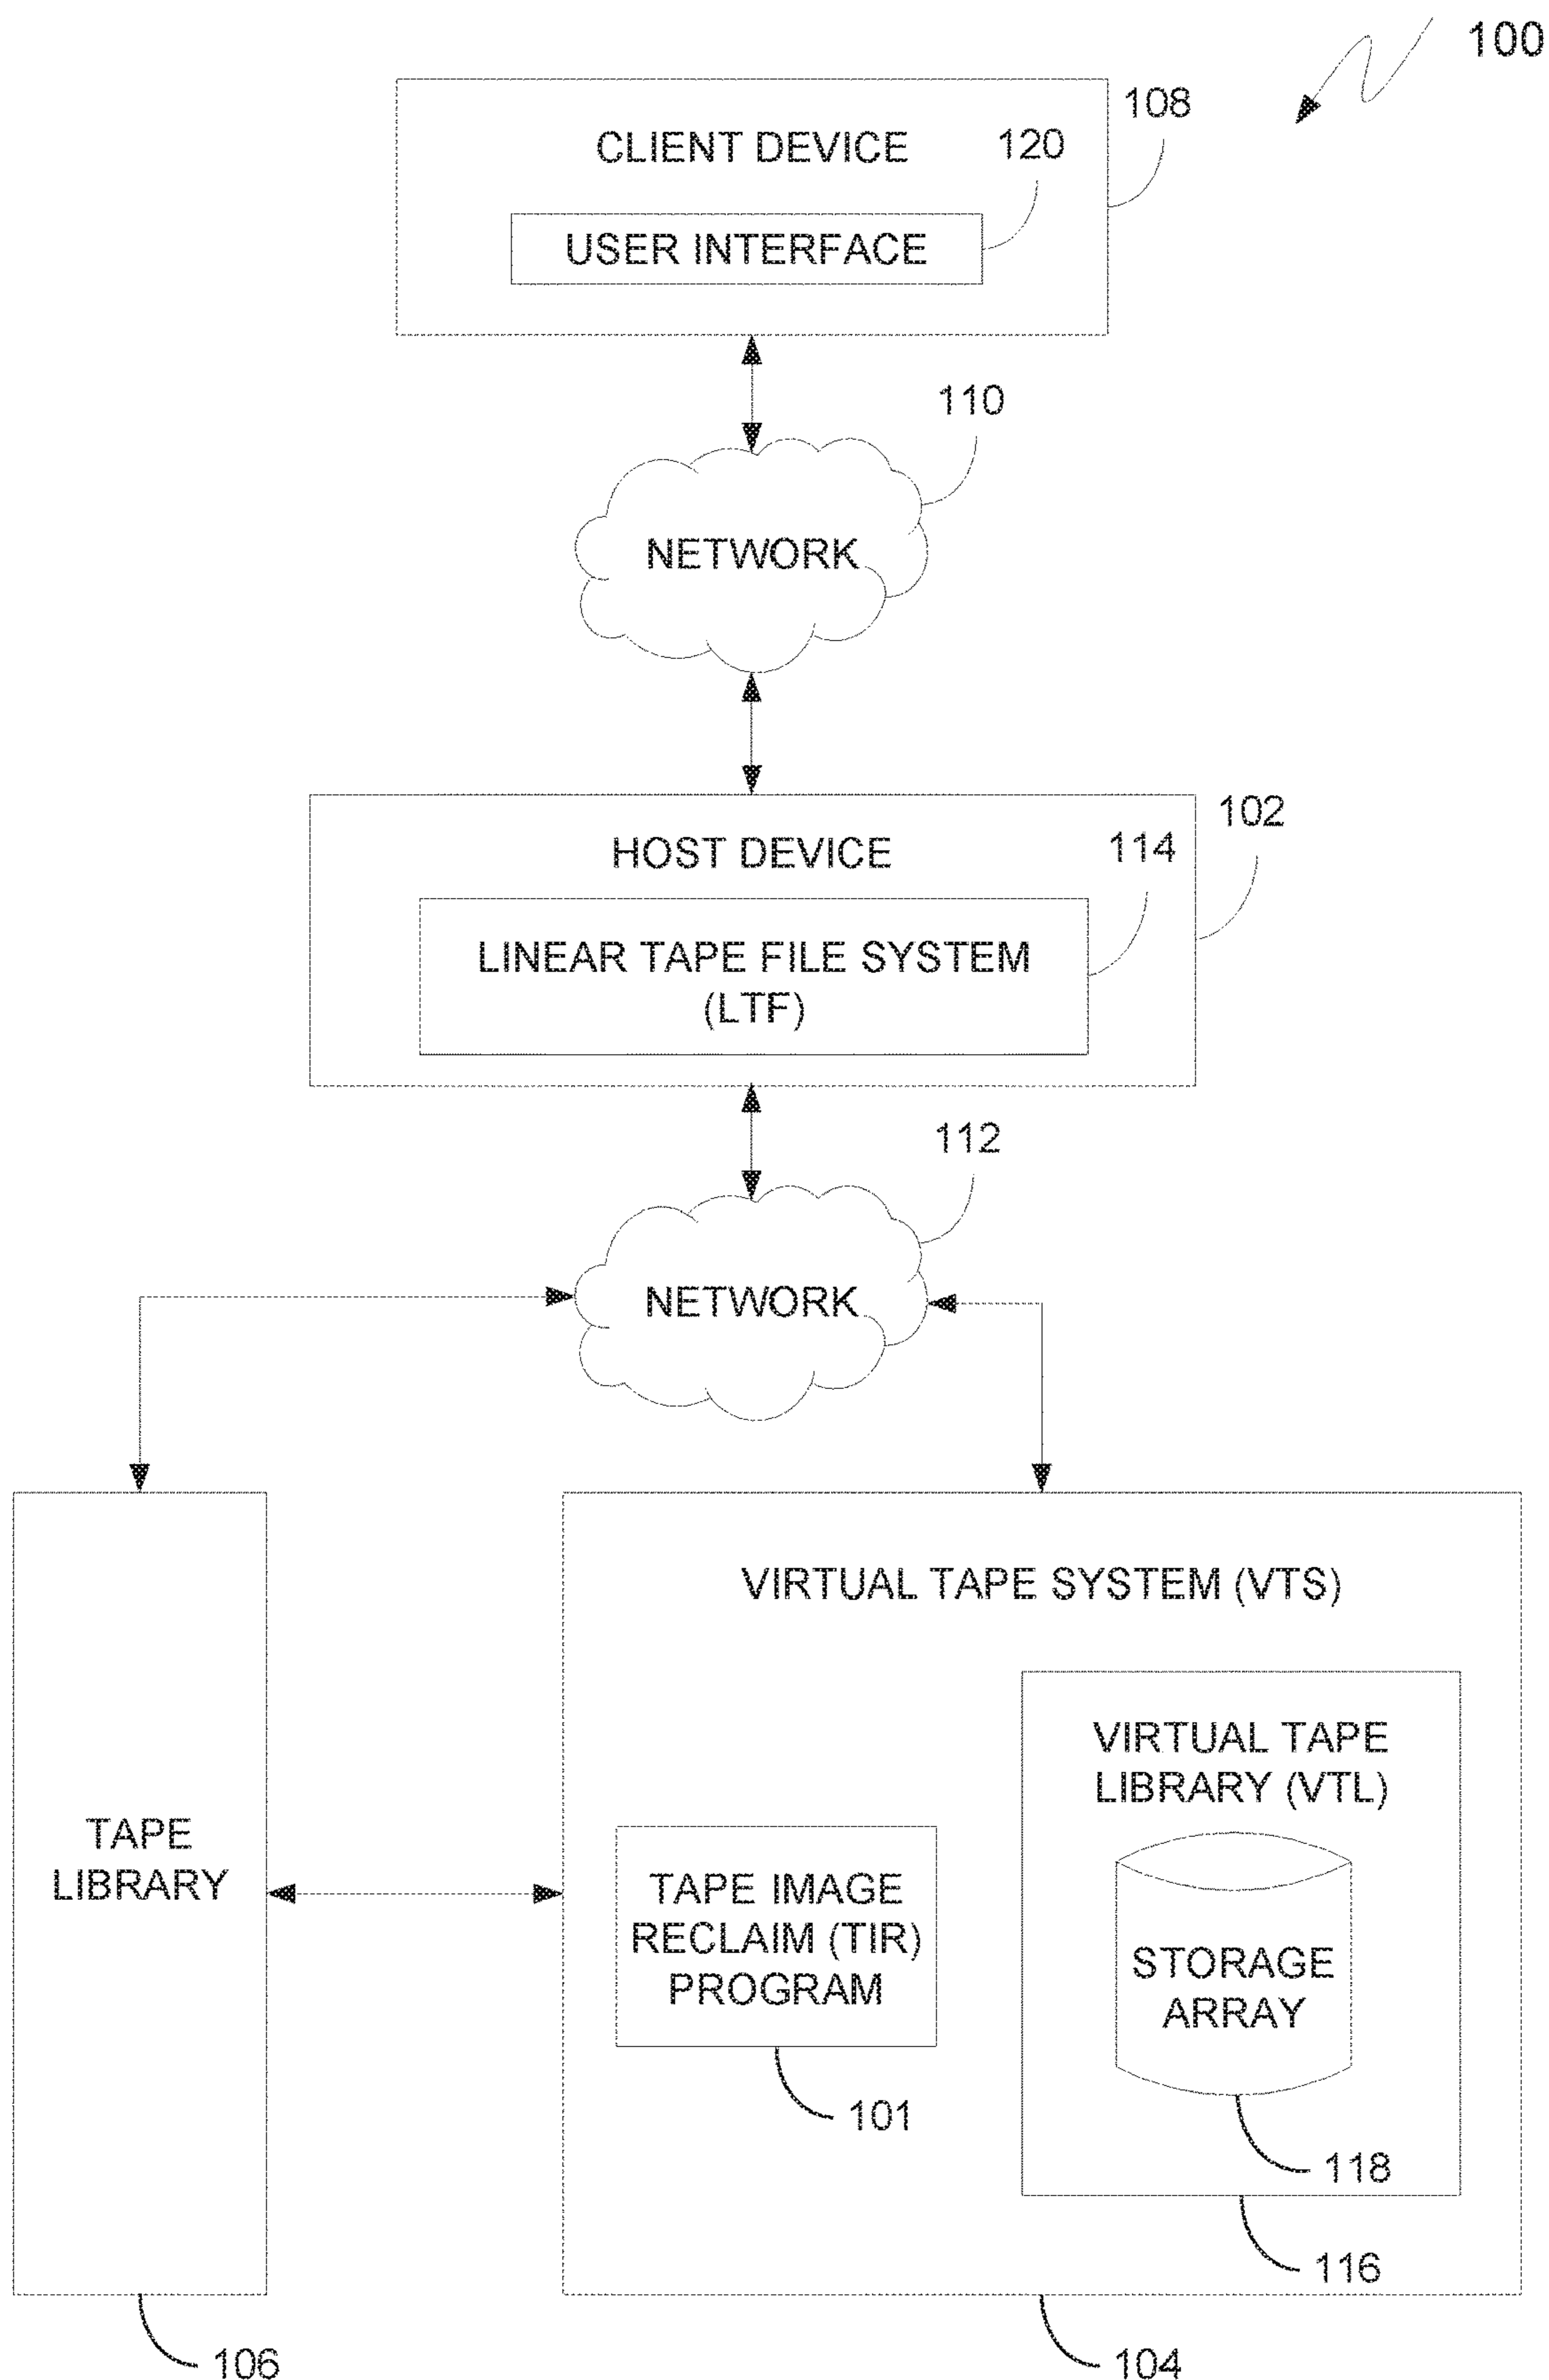 100
108
CLIENT DEVICE
120
USER INTERFACE
110
NETWORK
102
HOST DEVICE
114
LINEAR TAPE FILE SYSTEM
(LTF)
112
NETWORK
VIRTUAL TAPE SYSTEM (VTS)
VIRTUAL TAPE
LIBRARY (VTL)
TAPE
LIBRARY
TAPE IMAGE
RECLAIM (TIR)
PROGRAM
STORAGE
ARRAY
101
118
116
106
104